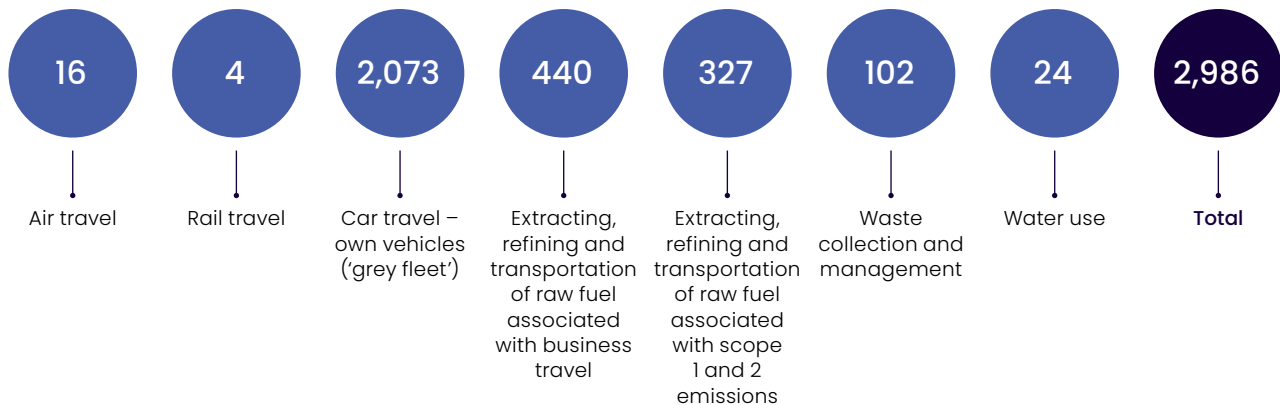 16
4
2,073
440
327
102
24
2,986
Air travel
Rail travel
Car travel –
own vehicles
(‘grey fleet’)
Extracting,
refining and
transportation
of raw fuel
associated
with business
travel
Extracting,
refining and
transportation
of raw fuel
associated
with scope
1 and 2
emissions
Waste
collection and
management
Water use
Total